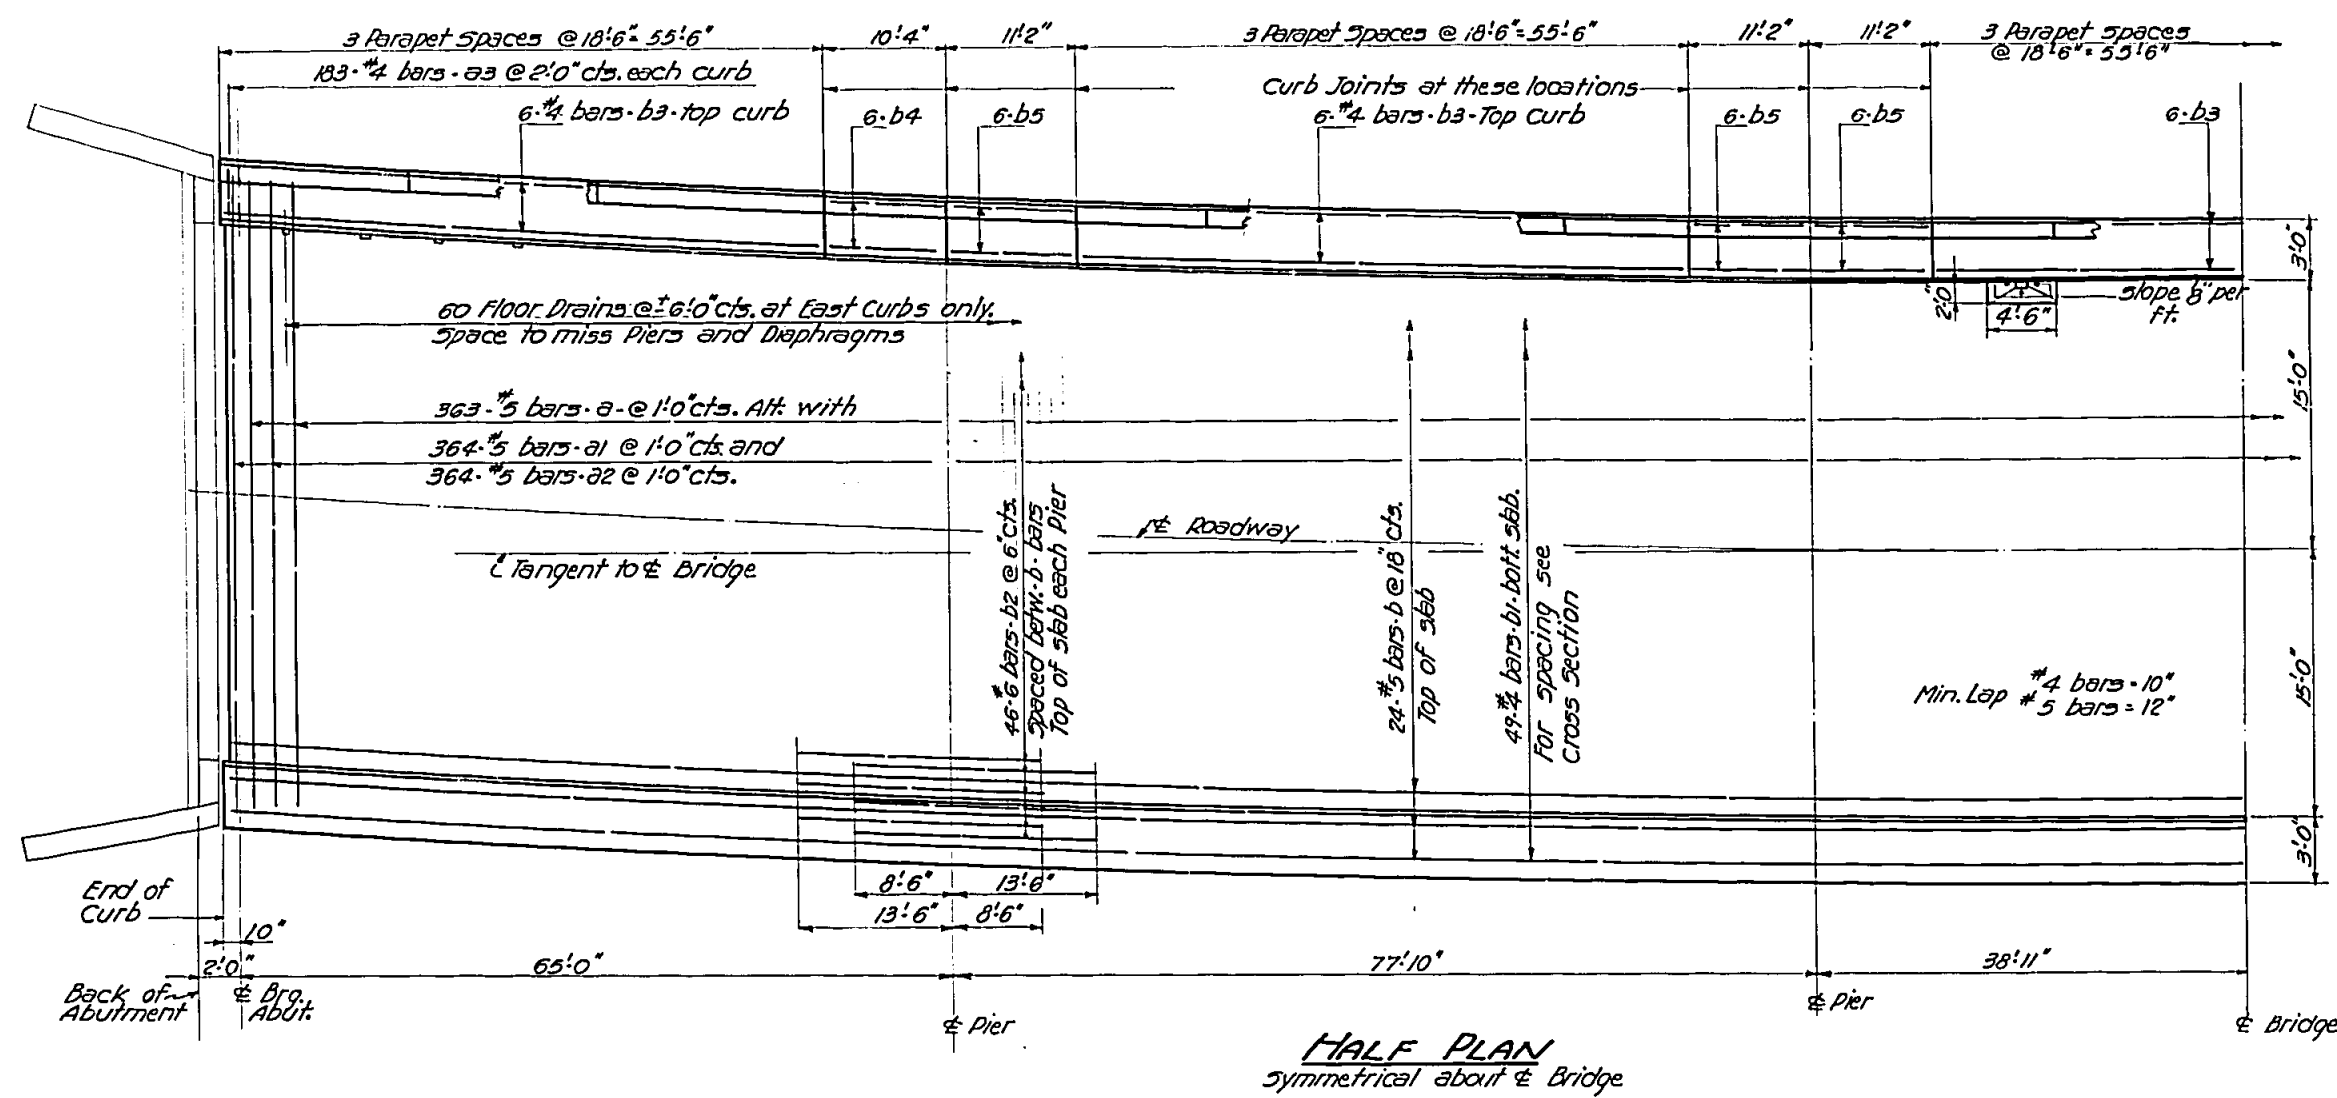 3 Parapet Spaces @ 18'-6" = 55'-6"
10'-4"
11'-2"
3 Parapet Spaces @ 18'-6" = 55'-6"
11'-2"
11'-2"
3 Parapet Spaces
@ 18'-6" = 55'-6"
183-#4 bars-a3 @ 2'-0" cts. each curb
Curb Joints at these locations
6-#4 bars-b3-top curb
6-b4
6-b5
6-#4 bars-b3-Top Curb
6-b5
6-b5
6-b3
3'-0"
60 Floor Drains @ ± 6'-0" cts. at East Curbs only.
Space to miss Piers and Diaphragms
2'-0"
4'-6"
Slope ⅛" per
ft.
15'-0"
363-#5 bars-a-@ 1'-0" cts. Alt. with
364-#5 bars-a1 @ 1'-0" cts. and
364-#5 bars-a2 @ 1'-0" cts.
℄ Roadway
Tangent to ℄ Bridge
46-#6 bars-b2 @ 6" cts.
Spaced betw.-b-bars
Top of slab each Pier
24-#5 bars-b @ 18" cts.
Top of slab
49-#4 bars-b1-bott. slab.
For spacing see
Cross Section
15'-0"
Min. Lap #4 bars - 10"
#5 bars = 12"
3'-0"
8'-6"
13'-6"
13'-6"
8'-6"
End of
Curb
10"
2'-0"
65'-0"
77'-10"
38'-11"
Back of
Abutment
℄ Brg.
Abut.
℄ Pier
℄ Pier
℄ Bridge
HALF PLAN
Symmetrical about ℄ Bridge